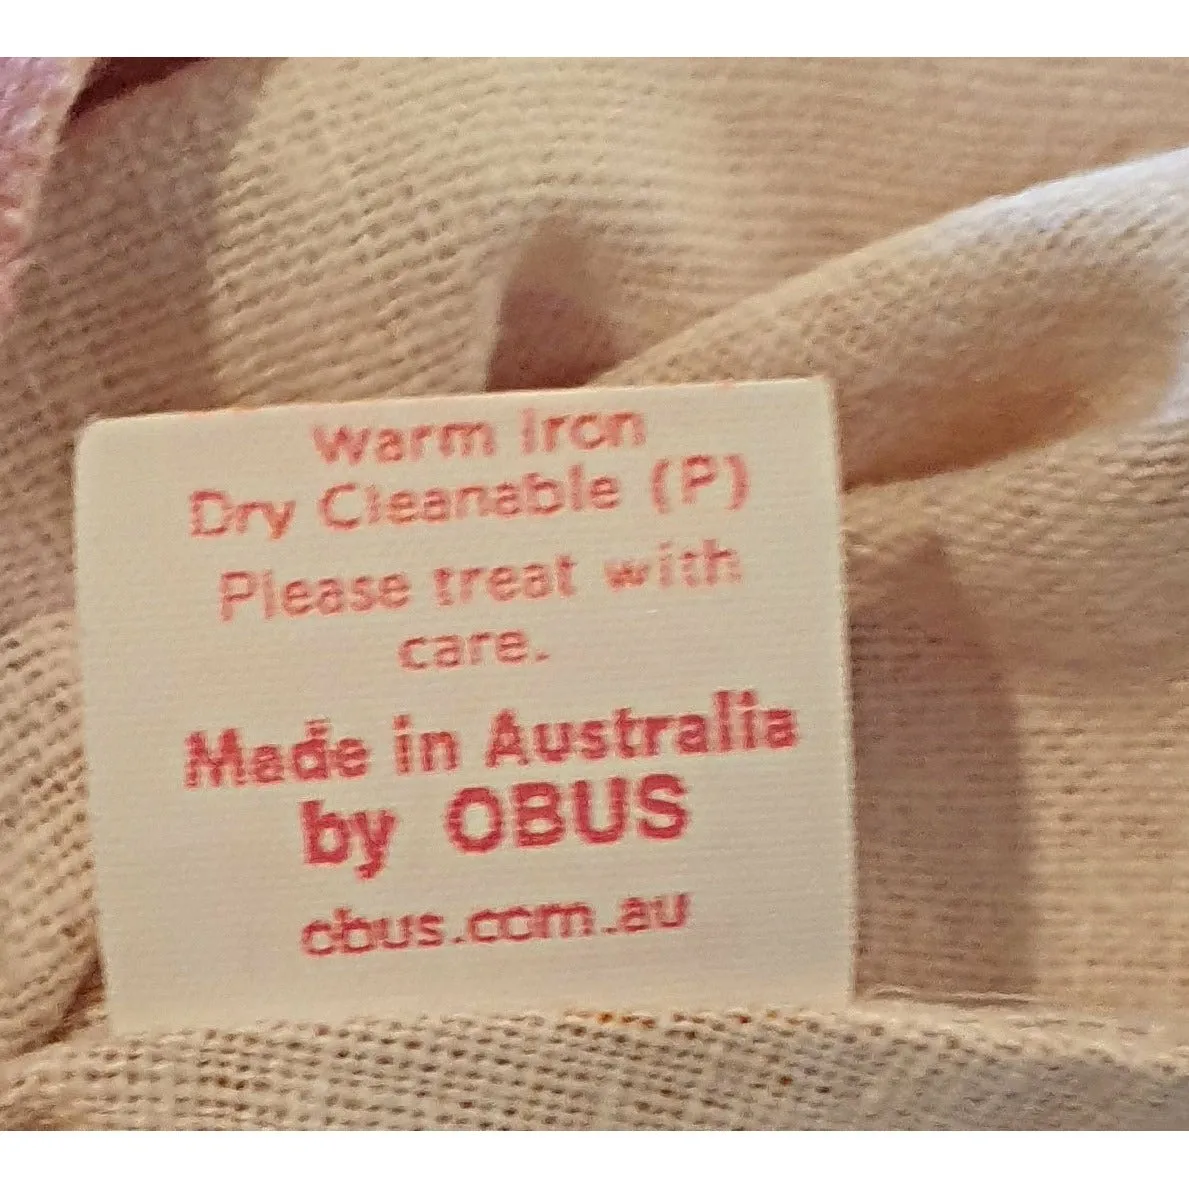 Warm Iron
Dry Cleanable (P)
Please treat with
care.
Made in Australia
by OBUS
obus.com.au